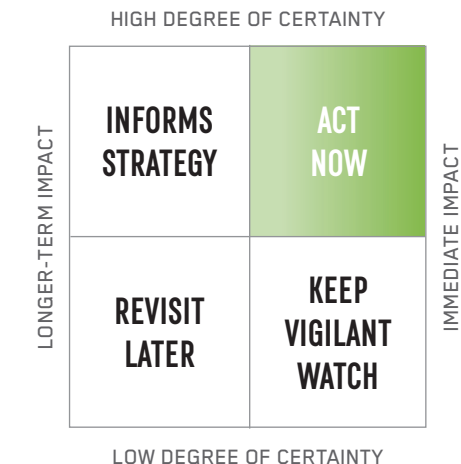 HIGH DEGREE OF CERTAINTY
LONGER-TERM IMPACT
INFORMS
STRATEGY
ACT
NOW
IMMEDIATE IMPACT
REVISIT
LATER
KEEP
VIGILANT
WATCH
LOW DEGREE OF CERTAINTY